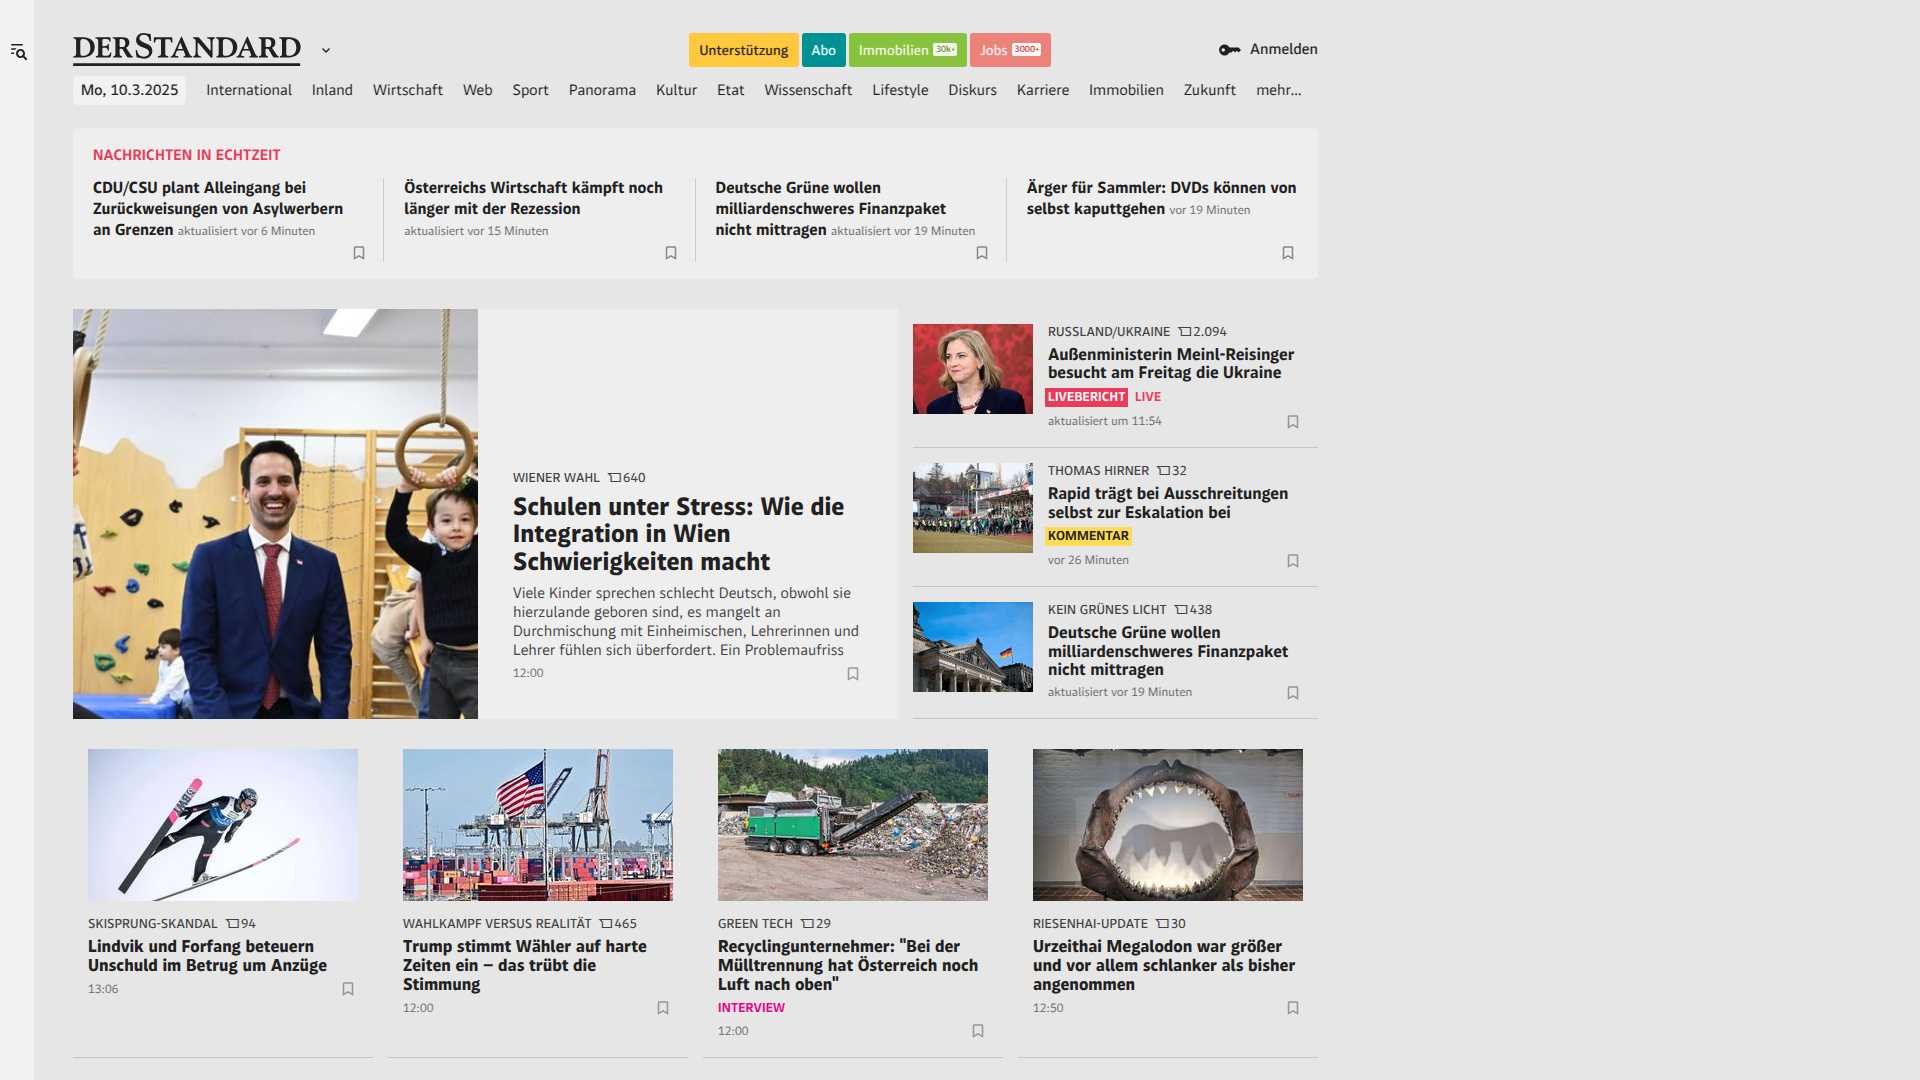 DERSTANDARD
Unterstützung
Abo
Immobilien 30k+
Jobs 3000+
Anmelden
Mo, 10.3.2025
International
Inland
Wirtschaft
Web
Sport
Panorama
Kultur
Etat
Wissenschaft
Lifestyle
Diskurs
Karriere
Immobilien
Zukunft
mehr...
NACHRICHTEN IN ECHTZEIT
CDU/CSU plant Alleingang bei
Zurückweisungen von Asylwerbern
an Grenzen aktualisiert vor 6 Minuten
Österreichs Wirtschaft kämpft noch
länger mit der Rezession
aktualisiert vor 15 Minuten
Deutsche Grüne wollen
milliardenschweres Finanzpaket
nicht mittragen aktualisiert vor 19 Minuten
Ärger für Sammler: DVDs können von
selbst kaputtgehen vor 19 Minuten
WIENER WAHL 640
Schulen unter Stress: Wie die
Integration in Wien
Schwierigkeiten macht
Viele Kinder sprechen schlecht Deutsch, obwohl sie
hierzulande geboren sind, es mangelt an
Durchmischung mit Einheimischen, Lehrerinnen und
Lehrer fühlen sich überfordert. Ein Problemaufriss
12:00
RUSSLAND/UKRAINE 2.094
Außenministerin Meinl-Reisinger
besucht am Freitag die Ukraine
LIVEBERICHT LIVE
aktualisiert um 11:54
THOMAS HIRNER 32
Rapid trägt bei Ausschreitungen
selbst zur Eskalation bei
KOMMENTAR
vor 26 Minuten
KEIN GRÜNES LICHT 438
Deutsche Grüne wollen
milliardenschweres Finanzpaket
nicht mittragen
aktualisiert vor 19 Minuten
SKISPRUNG-SKANDAL 94
Lindvik und Forfang beteuern
Unschuld im Betrug um Anzüge
13:06
WAHLKAMPF VERSUS REALITÄT 465
Trump stimmt Wähler auf harte
Zeiten ein – das trübt die
Stimmung
12:00
GREEN TECH 29
Recyclingunternehmer: "Bei der
Mülltrennung hat Österreich noch
Luft nach oben"
INTERVIEW
12:00
RIESENHAI-UPDATE 30
Urzeithai Megalodon war größer
und vor allem schlanker als bisher
angenommen
12:50